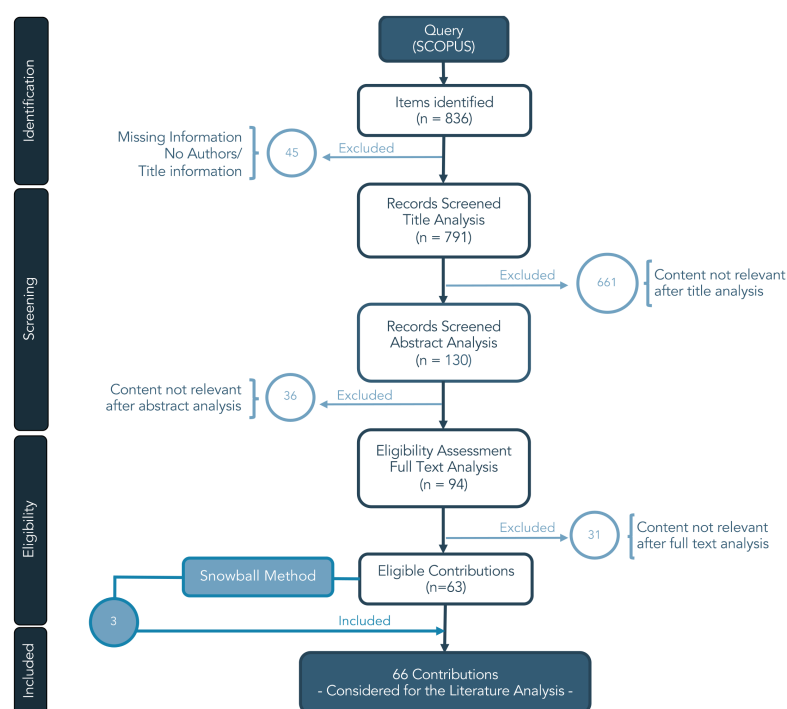 Identification
Query
(SCOPUS)
Items identified
(n = 836)
Missing Information
No Authors/
Title information
45
Excluded
Screening
Records Screened
Title Analysis
(n = 791)
Excluded
661
Content not relevant
after title analysis
Records Screened
Abstract Analysis
(n = 130)
Content not relevant
after abstract analysis
36
Excluded
Eligibility
Eligibility Assessment
Full Text Analysis
(n = 94)
Excluded
31
Content not relevant
after full text analysis
Snowball Method
Eligible Contributions
(n=63)
3
Included
Included
66 Contributions
- Considered for the Literature Analysis -